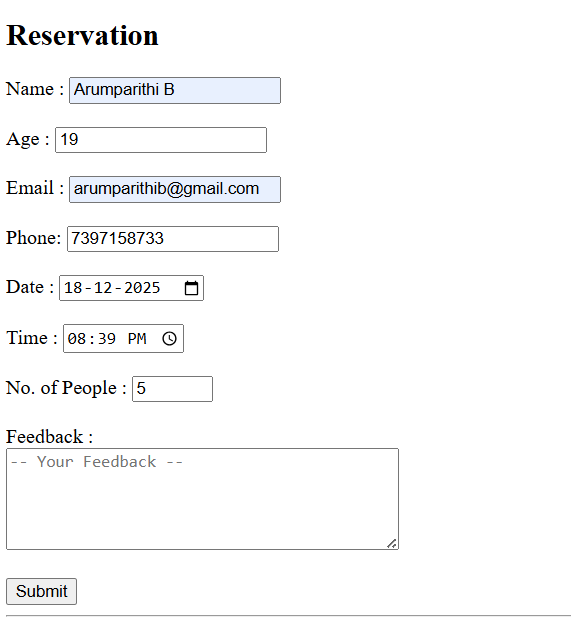 Reservation
Name : Arumparithi B
Age : 19
Email : arumparithib@gmail.com
Phone: 7397158733
Date : 18-12-2025
Time : 08:39 PM
No. of People : 5
Feedback :
-- Your Feedback --
Submit